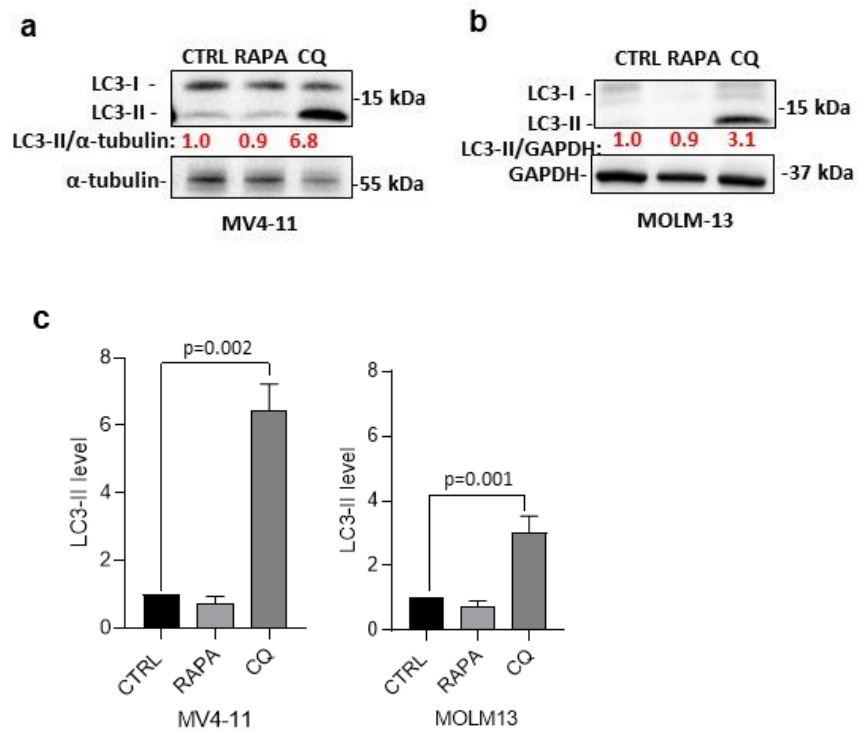 a
CTRL RAPA CQ
LC3-I -
LC3-II -
-15 kDa
LC3-II/α-tubulin: 1.0 0.9 6.8
α-tubulin-
-55 kDa
MV4-11
b
CTRL RAPA CQ
LC3-I -
LC3-II -
-15 kDa
LC3-II/GAPDH: 1.0 0.9 3.1
GAPDH-
-37 kDa
MOLM-13
c
p=0.002
8
6
4
2
0
LC3-II level
CTRL
RAPA
CQ
MV4-11
p=0.001
8
6
4
2
0
LC3-II level
CTRL
RAPA
CQ
MOLM13